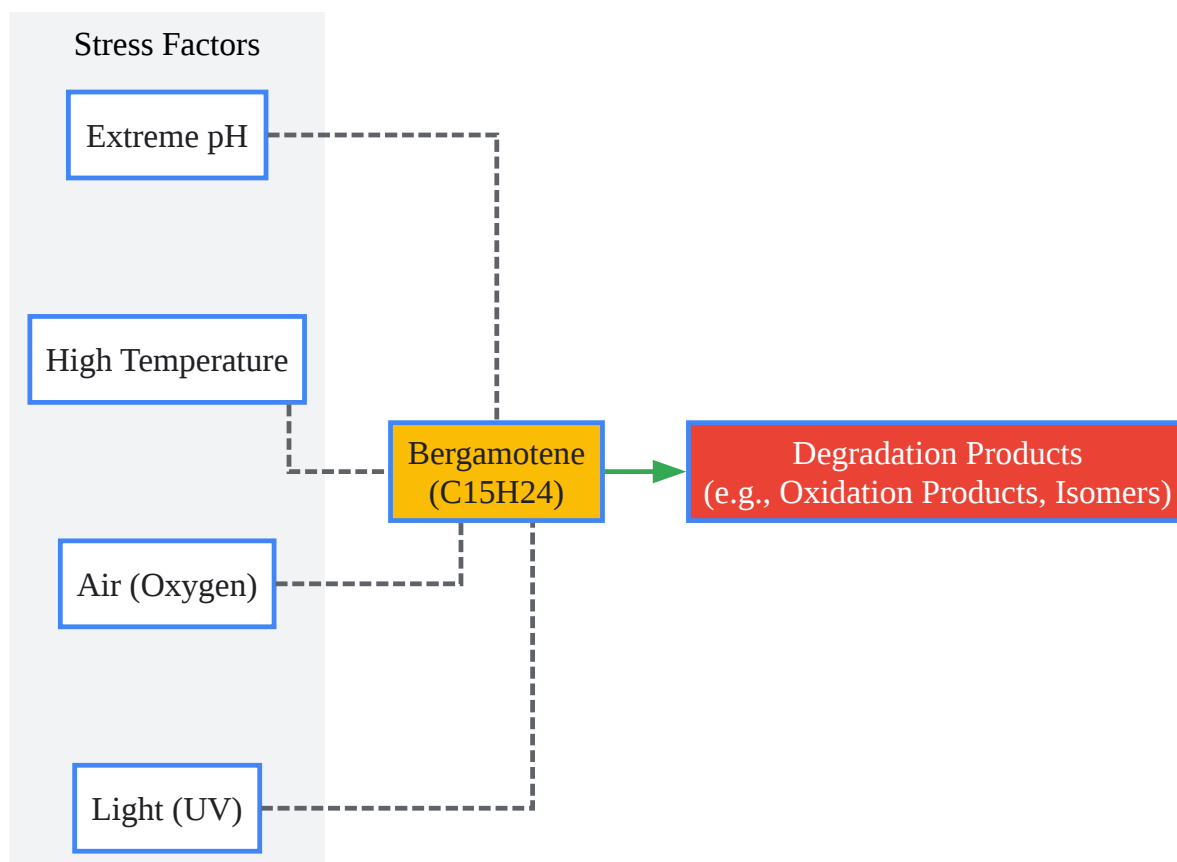 Stress Factors
Extreme pH
High Temperature
Bergamotene
(C15H24)
Degradation Products
(e.g., Oxidation Products, Isomers)
Air (Oxygen)
Light (UV)